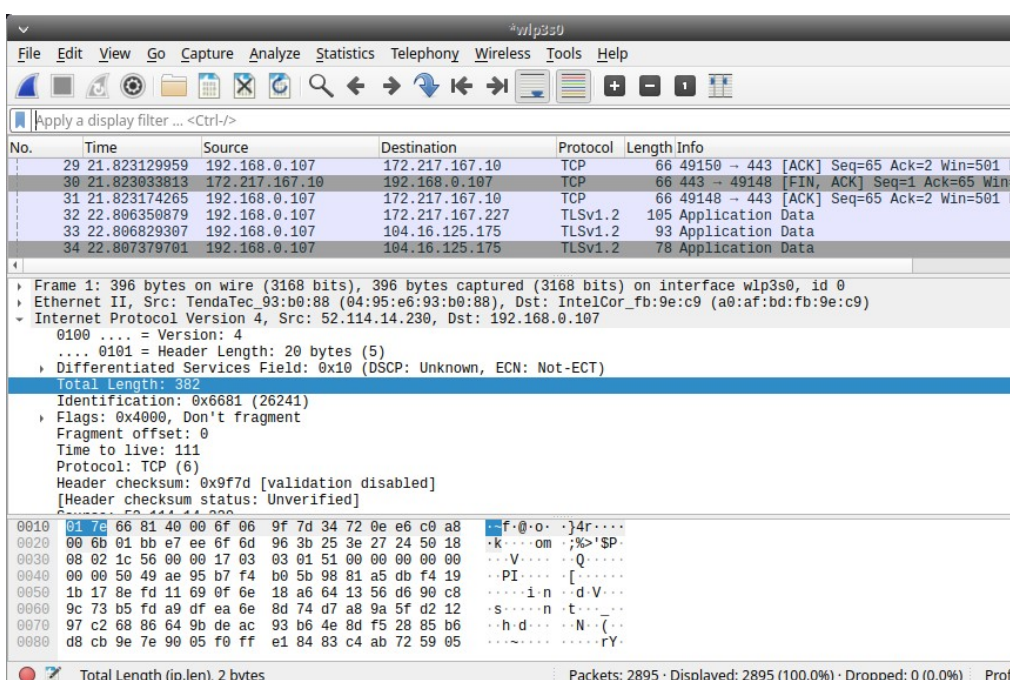 *wlp3s0
File Edit View Go Capture Analyze Statistics Telephony Wireless Tools Help
Apply a display filter ... <Ctrl-/>
No. Time Source Destination Protocol Length Info
29 21.823129959 192.168.0.107 172.217.167.10 TCP 66 49150 → 443 [ACK] Seq=65 Ack=2 Win=501
30 21.823033813 172.217.167.10 192.168.0.107 TCP 66 443 → 49148 [FIN, ACK] Seq=1 Ack=65 Win
31 21.823174265 192.168.0.107 172.217.167.10 TCP 66 49148 → 443 [ACK] Seq=65 Ack=2 Win=501
32 22.806350879 192.168.0.107 172.217.167.227 TLSv1.2 105 Application Data
33 22.806829307 192.168.0.107 104.16.125.175 TLSv1.2 93 Application Data
34 22.807379701 192.168.0.107 104.16.125.175 TLSv1.2 78 Application Data
Frame 1: 396 bytes on wire (3168 bits), 396 bytes captured (3168 bits) on interface wlp3s0, id 0
Ethernet II, Src: TendaTec_93:b0:88 (04:95:e6:93:b0:88), Dst: IntelCor_fb:9e:c9 (a0:af:bd:fb:9e:c9)
Internet Protocol Version 4, Src: 52.114.14.230, Dst: 192.168.0.107
0100 .... = Version: 4
.... 0101 = Header Length: 20 bytes (5)
Differentiated Services Field: 0x10 (DSCP: Unknown, ECN: Not-ECT)
Total Length: 382
Identification: 0x6681 (26241)
Flags: 0x4000, Don't fragment
Fragment offset: 0
Time to live: 111
Protocol: TCP (6)
Header checksum: 0x9f7d [validation disabled]
[Header checksum status: Unverified]
0010 01 7e 66 81 40 00 6f 06 9f 7d 34 72 0e e6 c0 a8 ·~f·@·o· ·}4r····
0020 00 6b 01 bb e7 ee 6f 6d 96 3b 25 3e 27 24 50 18 ·k····om ·;%>'$P·
0030 08 02 1c 56 00 00 17 03 03 01 51 00 00 00 00 00 ···V···· ··Q·····
0040 00 00 50 49 ae 95 b7 f4 b0 5b 98 81 a5 db f4 19 ··PI···· ·[······
0050 1b 17 8e fd 11 69 0f 6e 18 a6 64 13 56 d6 90 c8 ·····i·n ··d·V···
0060 9c 73 b5 fd a9 df ea 6e 8d 74 d7 a8 9a 5f d2 12 ·s·····n ·t···_··
0070 97 c2 68 86 64 9b de ac 93 b6 4e 8d f5 28 85 b6 ··h·d··· ··N··(··
0080 d8 cb 9e 7e 90 05 f0 ff e1 84 83 c4 ab 72 59 05 ···~···· ·····rY·
Total Length (ip.len), 2 bytes Packets: 2895 · Displayed: 2895 (100.0%) · Dropped: 0 (0.0%) Prof